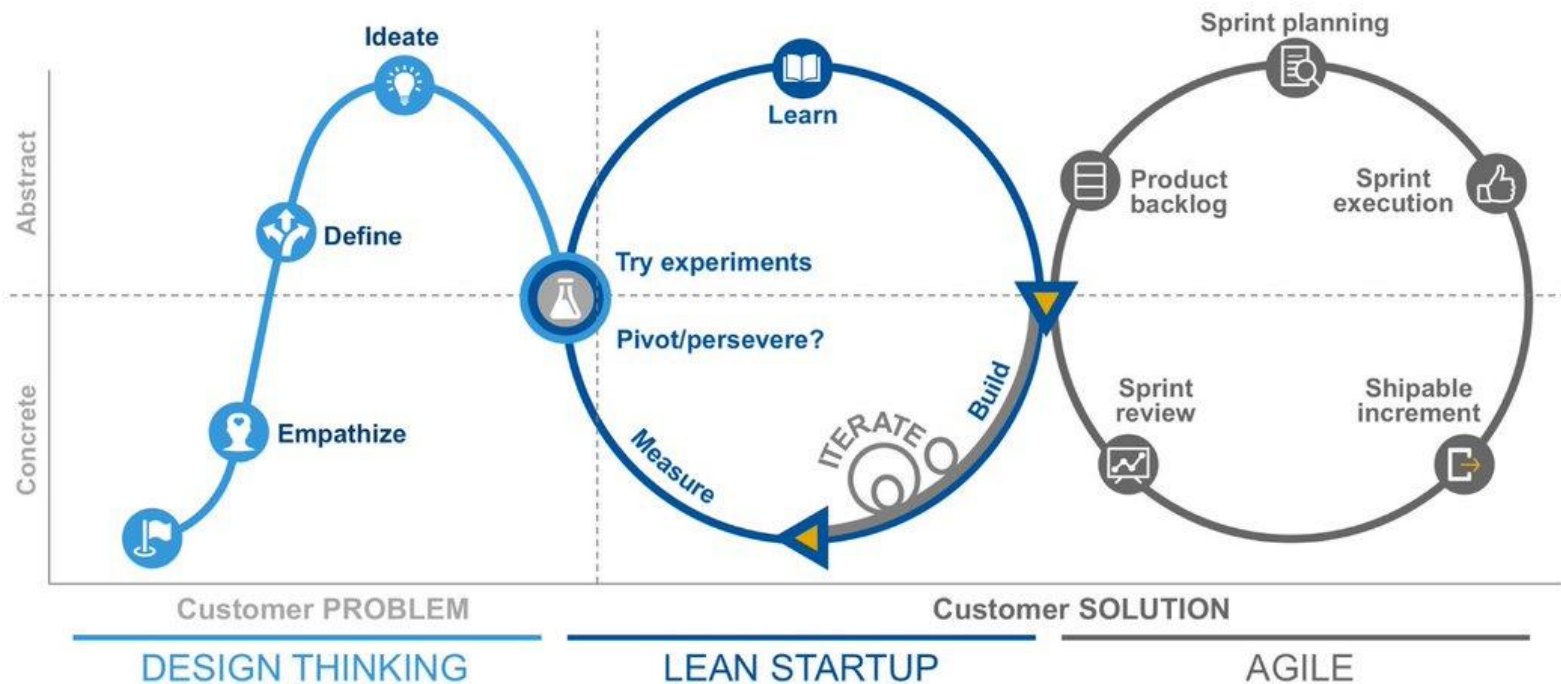 Ideate
Define
Empathize
Abstract
Concrete
Learn
Try experiments
Pivot/persevere?
Measure
ITERATE
Build
Sprint planning
Product
backlog
Sprint
execution
Sprint
review
Shipable
increment
Customer PROBLEM
Customer SOLUTION
DESIGN THINKING
LEAN STARTUP
AGILE